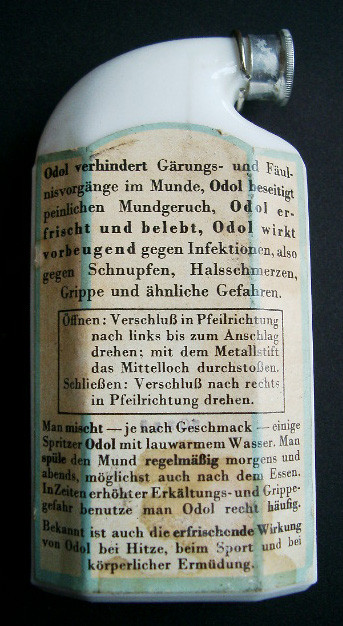 Odol verhindert Gärungs- und Fäul-
nisvorgänge im Munde, Odol beseitigt
peinlichen Mundgeruch, Odol er-
frischt und belebt, Odol wirkt
vorbeugend gegen Infektionen, also
gegen Schnupfen, Halsschmerzen,
Grippe und ähnliche Gefahren.
Öffnen: Verschluß in Pfeilrichtung
nach links bis zum Anschlag
drehen; mit dem Metallstift
das Mittelloch durchstoßen.
Schließen: Verschluß nach rechts
in Pfeilrichtung drehen.
Man mischt — je nach Geschmack — einige
Spritzer Odol mit lauwarmem Wasser. Man
spüle den Mund regelmäßig morgens und
abends, möglichst auch nach dem Essen.
In Zeiten erhöhter Erkältungs- und Grippe-
gefahr benutze man Odol recht häufig.
Bekannt ist auch die erfrischende Wirkung
von Odol bei Hitze, beim Sport und bei
körperlicher Ermüdung.